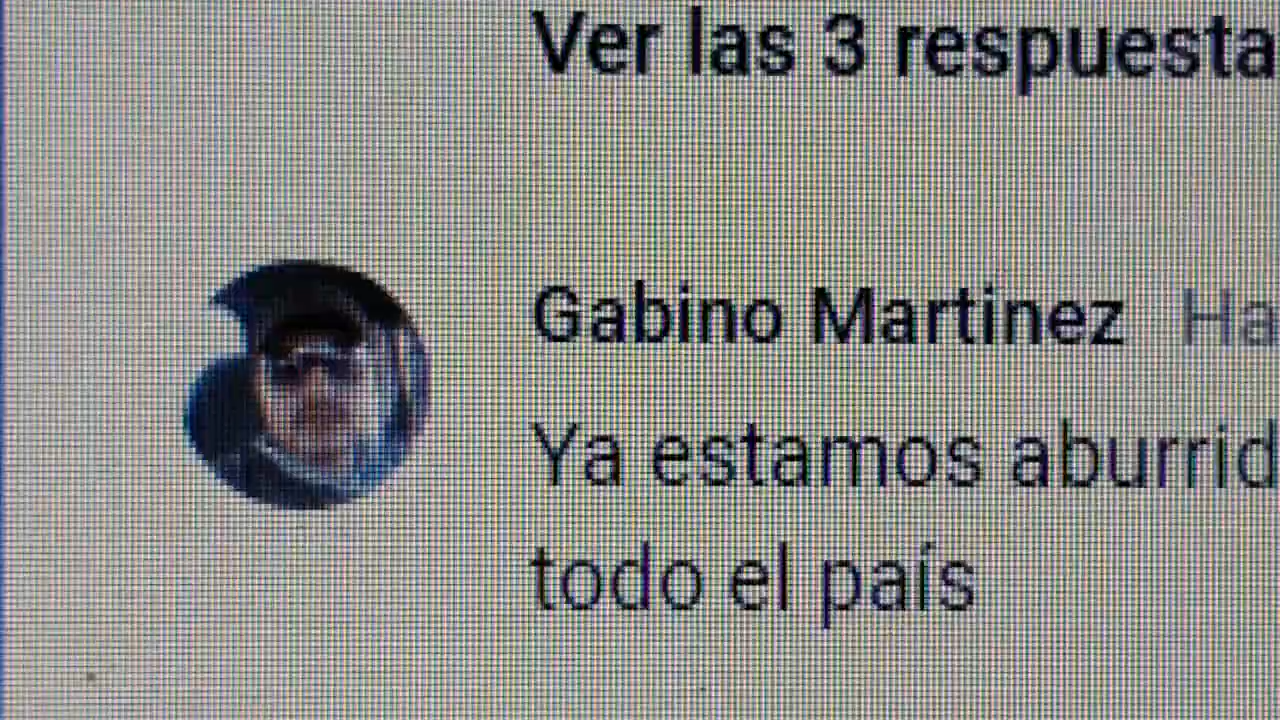 Ver las 3 respuesta
Gabino Martinez Ha
Ya estamos aburrid
todo el país